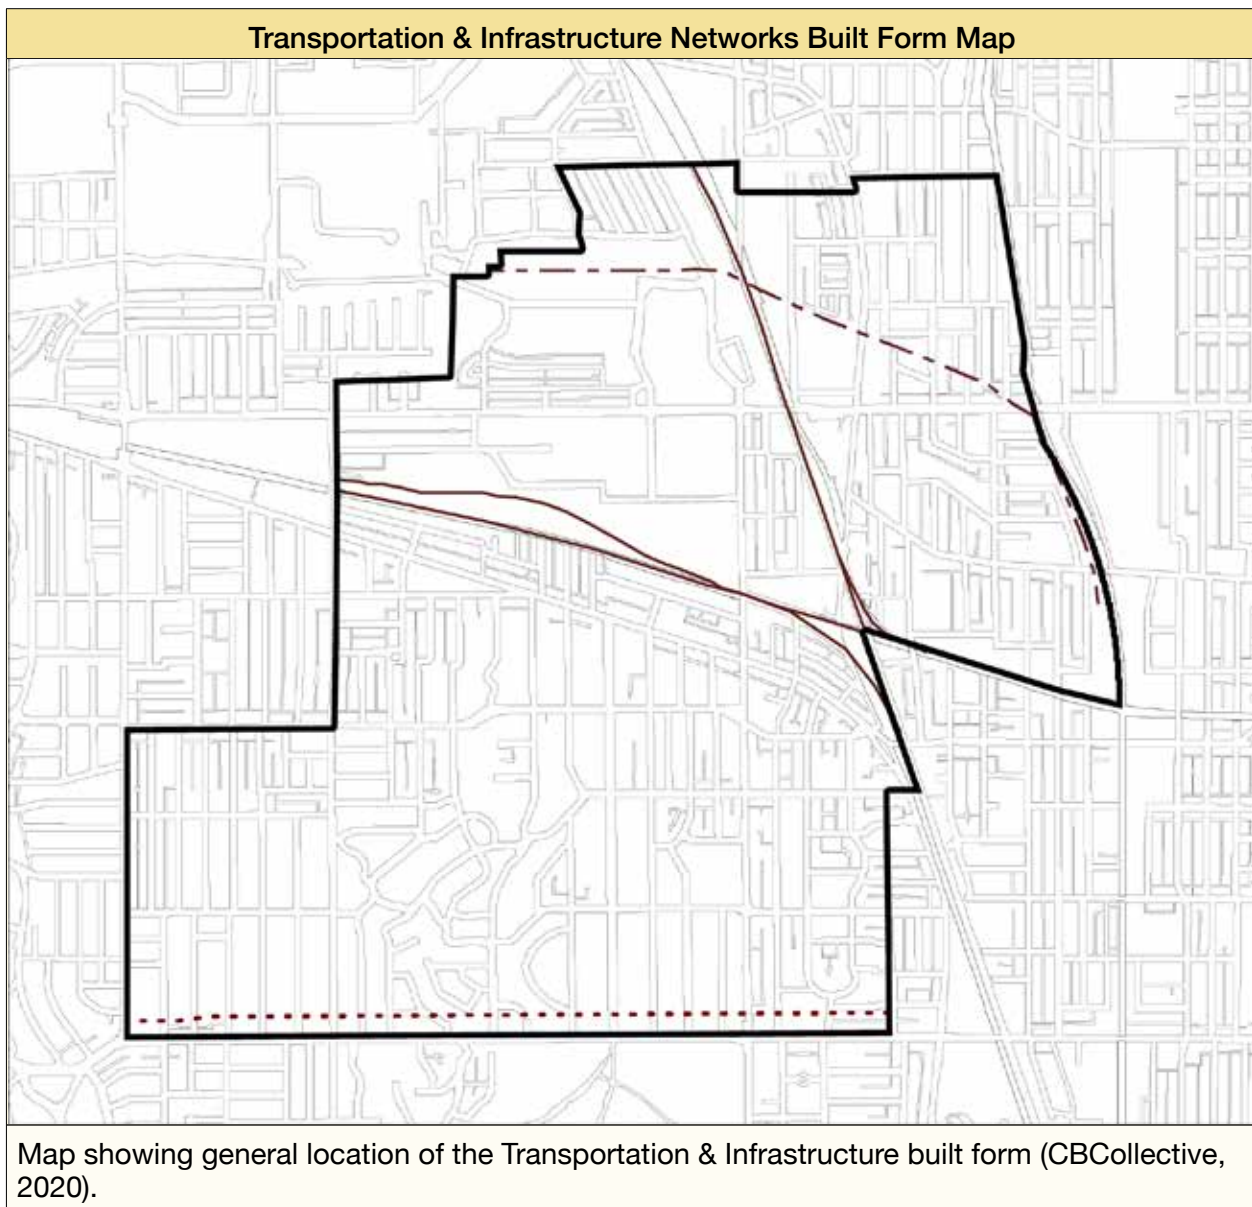 Transportation & Infrastructure Networks Built Form Map
Map showing general location of the Transportation & Infrastructure built form (CBCollective,
2020).